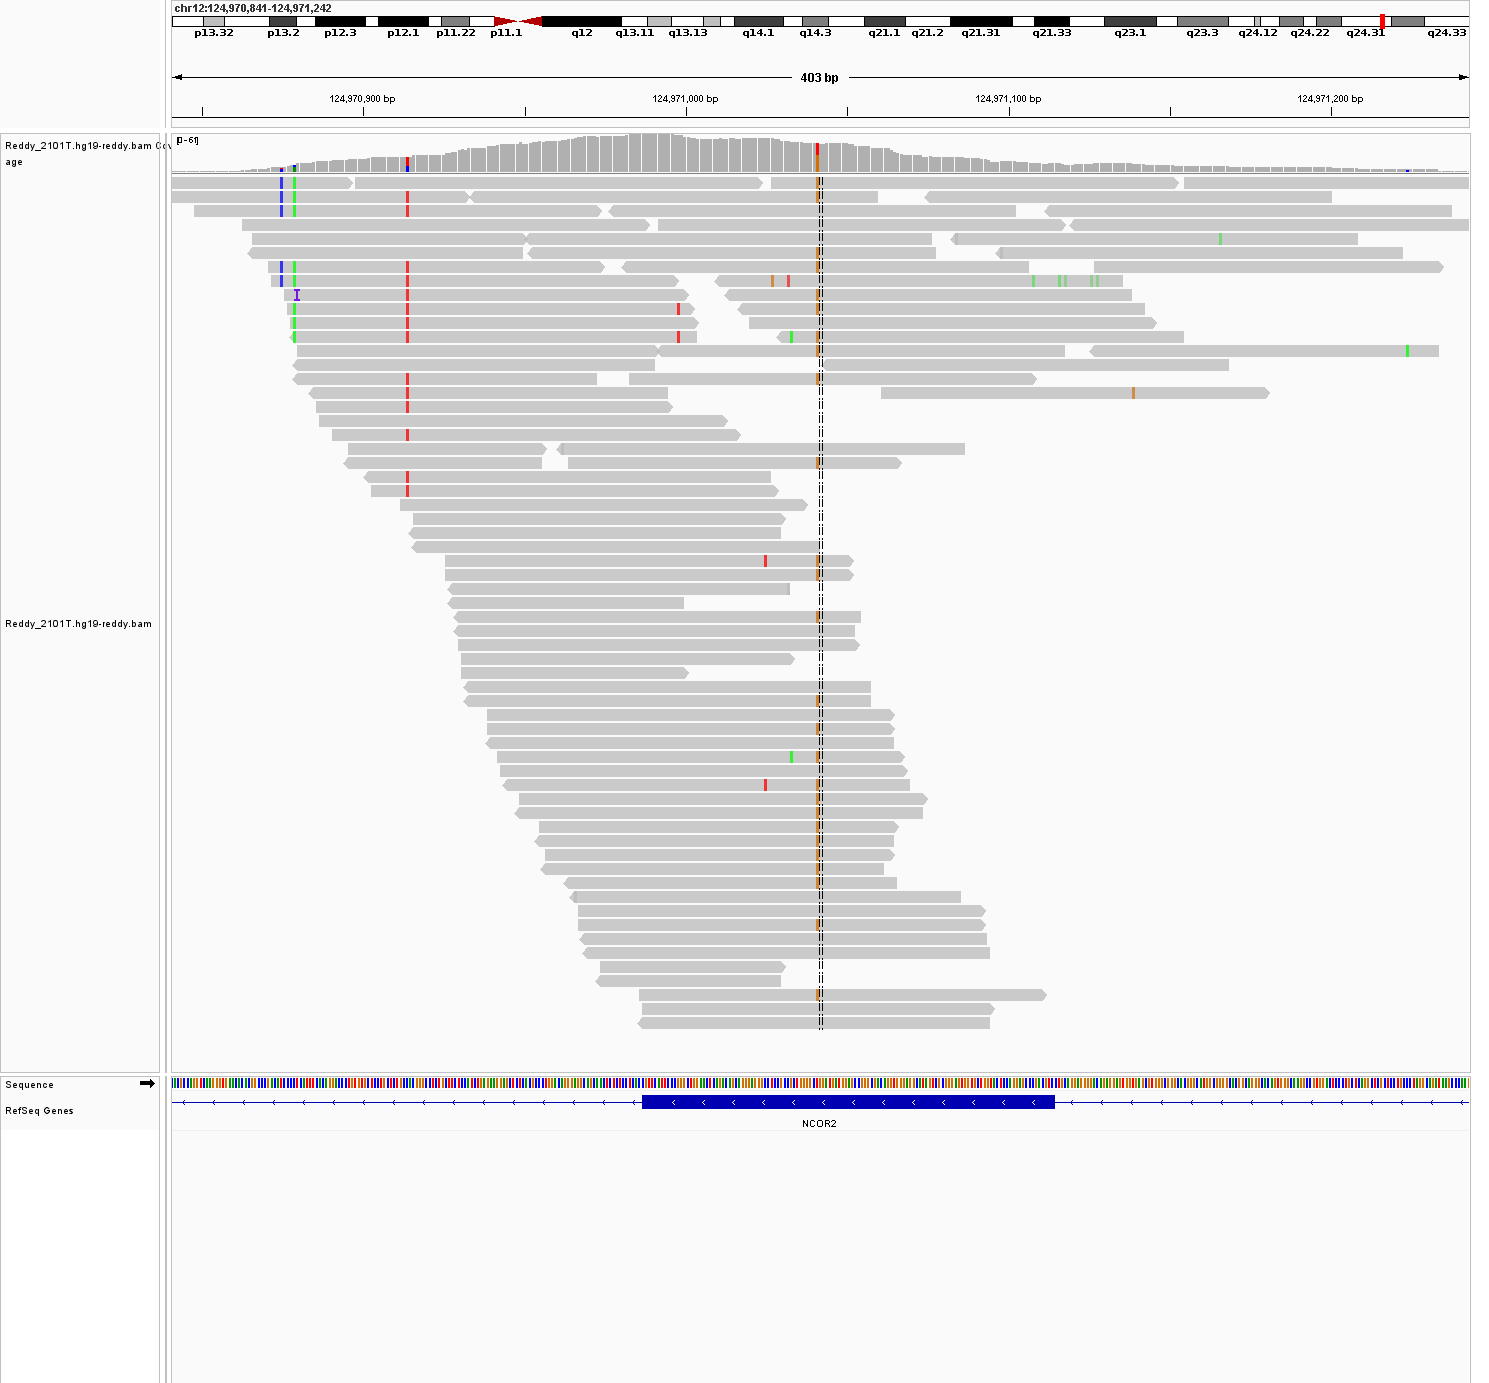 chr12:124,970,841-124,971,242
p13.32 p13.2 p12.3 p12.1 p11.22 p11.1 q12 q13.11 q13.13 q14.1 q14.3 q21.1 q21.2 q21.31 q21.33 q23.1 q23.3 q24.12 q24.22 q24.31 q24.33
403 bp
124,970,900 bp 124,971,000 bp 124,971,100 bp 124,971,200 bp
[0-61]
Reddy_2101T.hg19-reddy.bam Cov
age
Reddy_2101T.hg19-reddy.bam
Sequence
RefSeq Genes
NCOR2